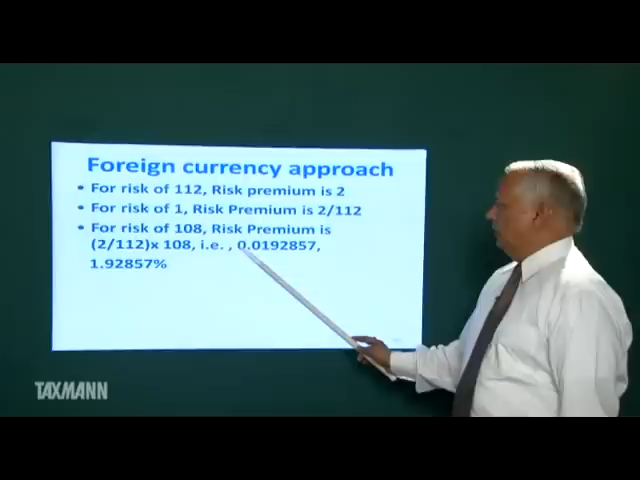 Foreign currency approach
• For risk of 112, Risk premium is 2
• For risk of 1, Risk Premium is 2/112
• For risk of 108, Risk Premium is
(2/112)x 108, i.e. , 0.0192857,
1.92857%
TAXMANN